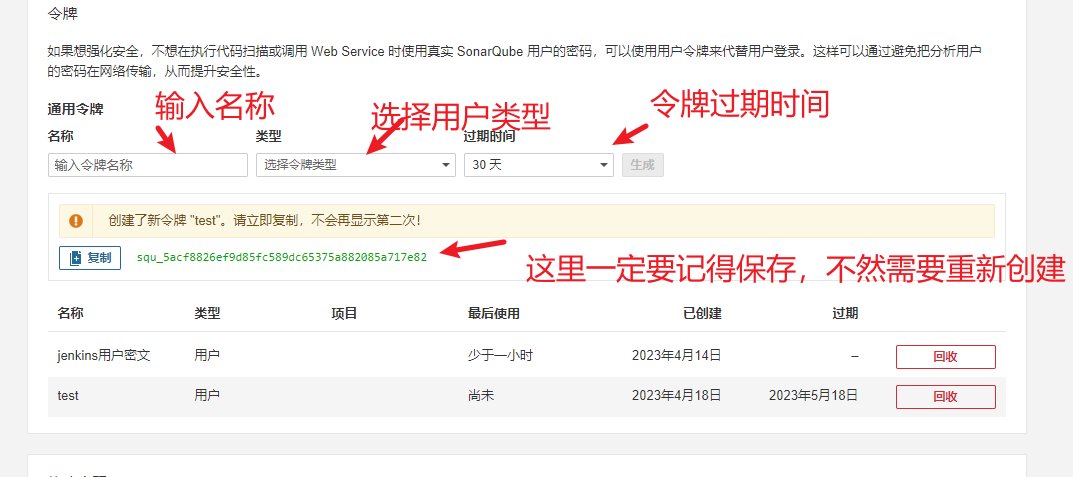 令牌
如果想强化安全，不想在执行代码扫描或调用 Web Service 时使用真实 SonarQube 用户的密码，可以使用用户令牌来代替用户登录。这样可以通过避免把分析用户
的密码在网络传输，从而提升安全性。
通用令牌
输入名称
选择用户类型
令牌过期时间
名称
类型
过期时间
输入令牌名称
选择令牌类型
30 天
生成
创建了新令牌 "test"。请立即复制，不会再显示第二次！
复制
squ_5acf8826ef9d85fc589dc65375a882085a717e82
这里一定要记得保存，不然需要重新创建
名称 类型 项目 最后使用 已创建 过期
jenkins用户密文 用户 少于一小时 2023年4月14日 – 回收
test 用户 尚未 2023年4月18日 2023年5月18日 回收